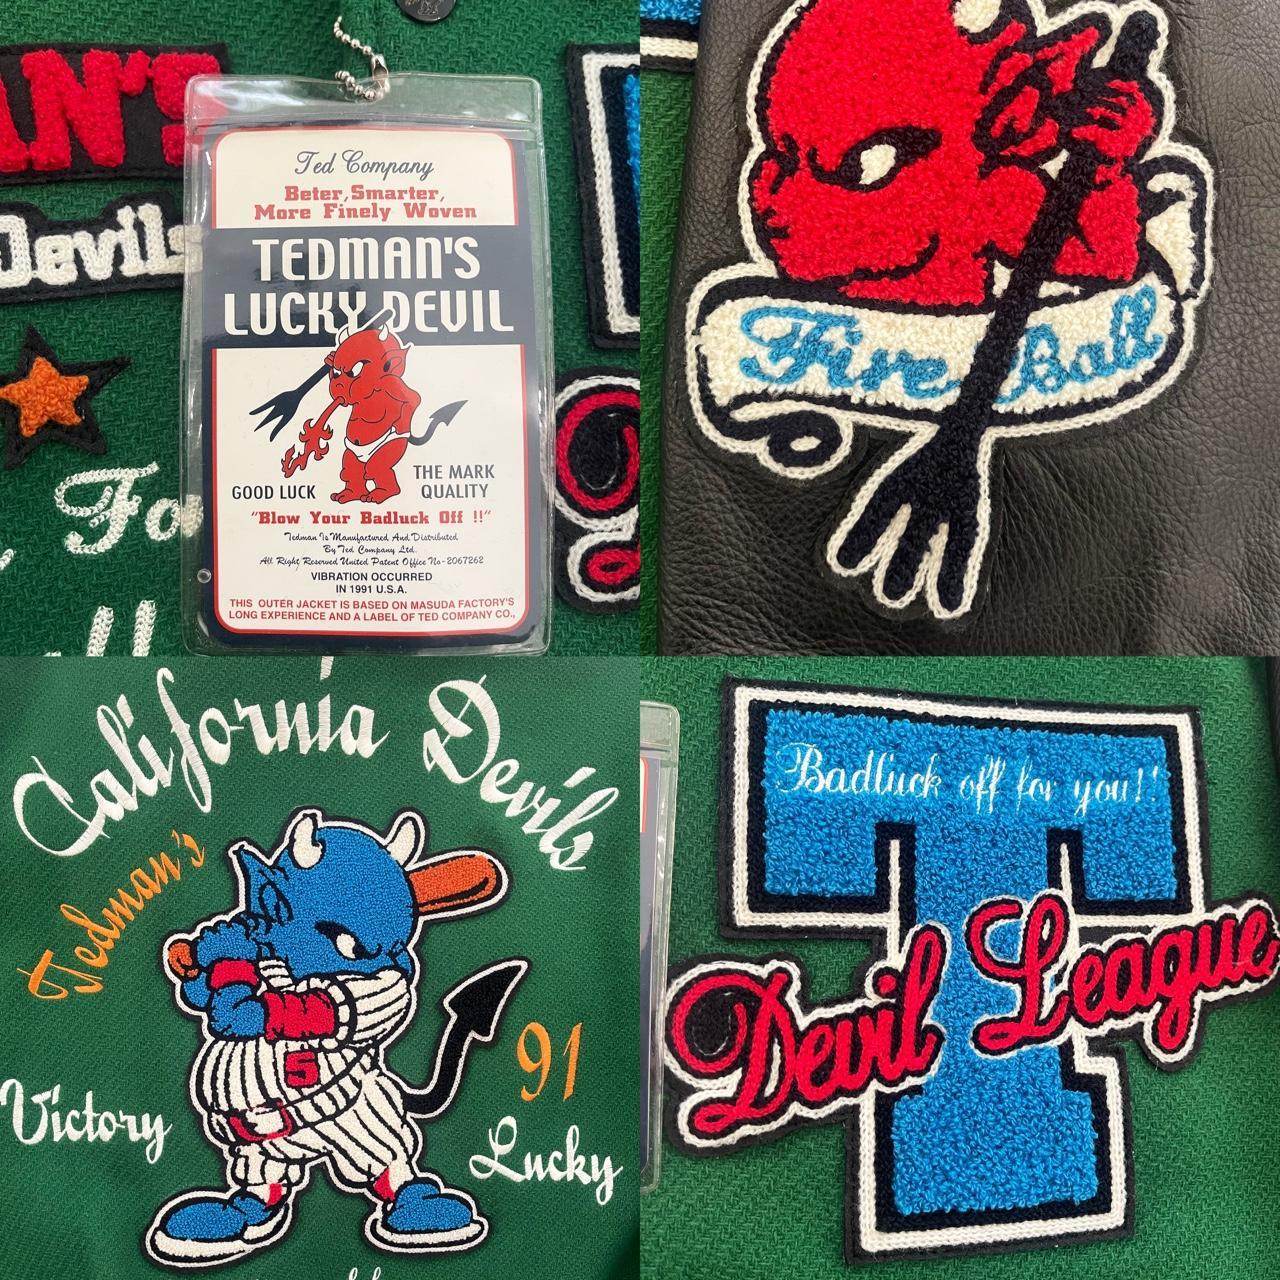 AN'S
Devils
Fo
Ted Company
Beter, Smarter,
More Finely Woven
TEDMAN'S
LUCKY DEVIL
GOOD LUCK
THE MARK
QUALITY
"Blow Your Badluck Off !!"
Tedman Is Manufactured And Distributed
By Ted Company Ltd.
All Right Reserved United Patent Office No-2067262
VIBRATION OCCURRED
IN 1991 U.S.A.
THIS OUTER JACKET IS BASED ON MASUDA FACTORY'S
LONG EXPERIENCE AND A LABEL OF TED COMPANY CO.,
Fire Ball
California Devils
Tedman's
5
91
Victory
Lucky
Badluck off for you!!
T
Devil League